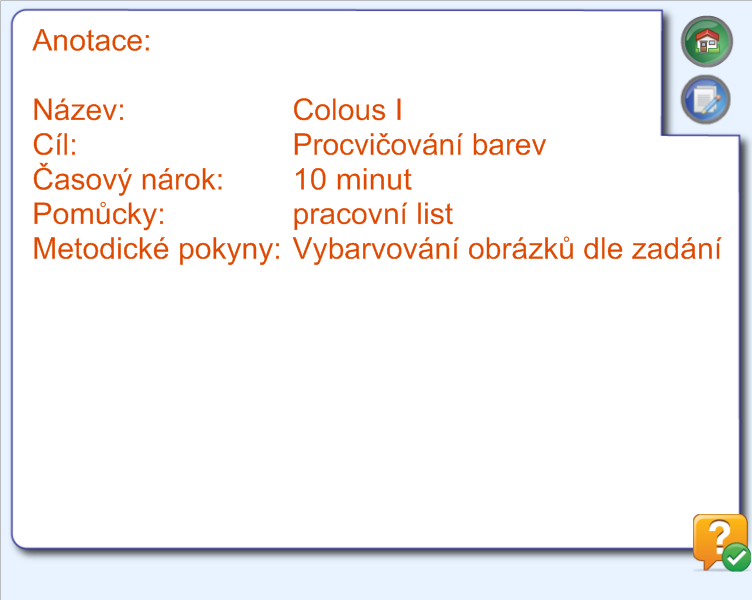 Anotace:
Název: Colous I
Cíl: Procvičování barev
Časový nárok: 10 minut
Pomůcky: pracovní list
Metodické pokyny: Vybarvování obrázků dle zadání